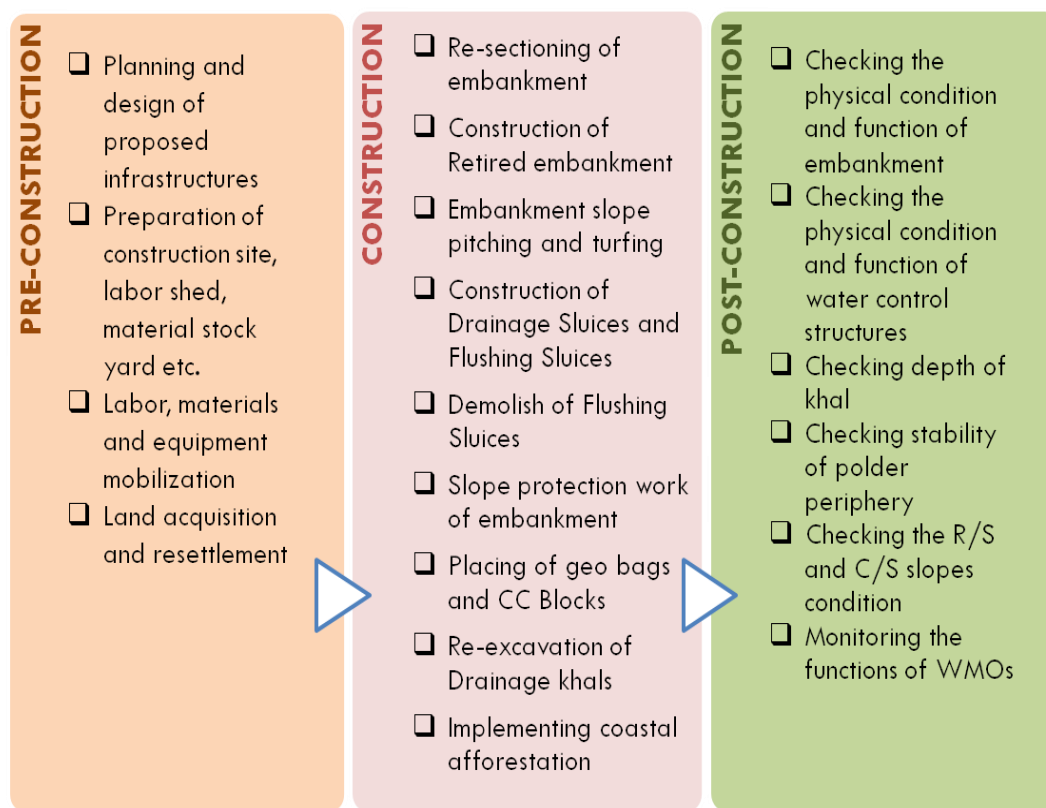 PRE-CONSTRUCTION
❑ Planning and
design of
proposed
infrastructures
❑ Preparation of
construction site,
labor shed,
material stock
yard etc.
❑ Labor, materials
and equipment
mobilization
❑ Land acquisition
and resettlement
CONSTRUCTION
❑ Re-sectioning of
embankment
❑ Construction of
Retired embankment
❑ Embankment slope
pitching and turfing
❑ Construction of
Drainage Sluices and
Flushing Sluices
❑ Demolish of Flushing
Sluices
❑ Slope protection work
of embankment
❑ Placing of geo bags
and CC Blocks
❑ Re-excavation of
Drainage khals
❑ Implementing coastal
afforestation
POST-CONSTRUCTION
❑ Checking the
physical condition
and function of
embankment
❑ Checking the
physical condition
and function of
water control
structures
❑ Checking depth of
khal
❑ Checking stability
of polder
periphery
❑ Checking the R/S
and C/S slopes
condition
❑ Monitoring the
functions of WMOs